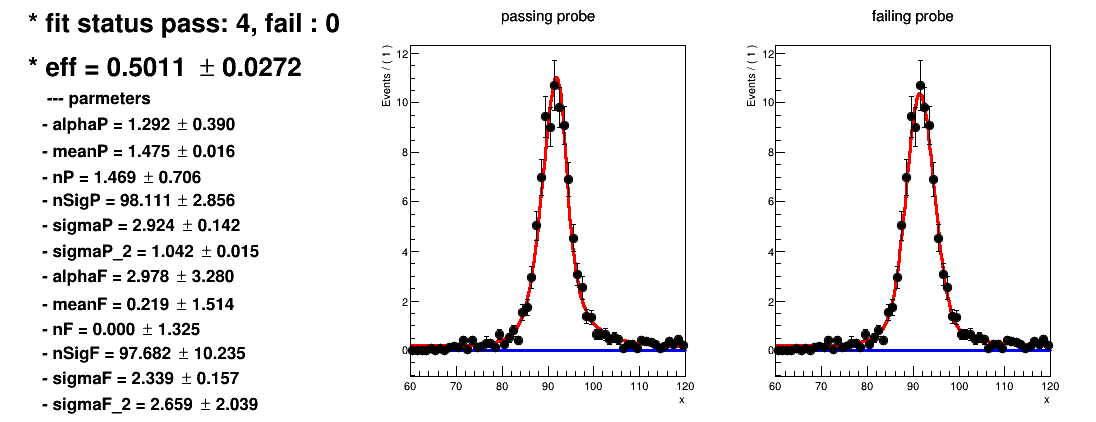 * fit status pass: 4, fail : 0
* eff = 0.5011 ± 0.0272
--- parmeters
- alphaP = 1.292 ± 0.390
- meanP = 1.475 ± 0.016
- nP = 1.469 ± 0.706
- nSigP = 98.111 ± 2.856
- sigmaP = 2.924 ± 0.142
- sigmaP_2 = 1.042 ± 0.015
- alphaF = 2.978 ± 3.280
- meanF = 0.219 ± 1.514
- nF = 0.000 ± 1.325
- nSigF = 97.682 ± 10.235
- sigmaF = 2.339 ± 0.157
- sigmaF_2 = 2.659 ± 2.039
passing probe
Events / ( 1 )
12
10
8
6
4
2
0
60 70 80 90 100 110 120
x
failing probe
Events / ( 1 )
12
10
8
6
4
2
0
60 70 80 90 100 110 120
x